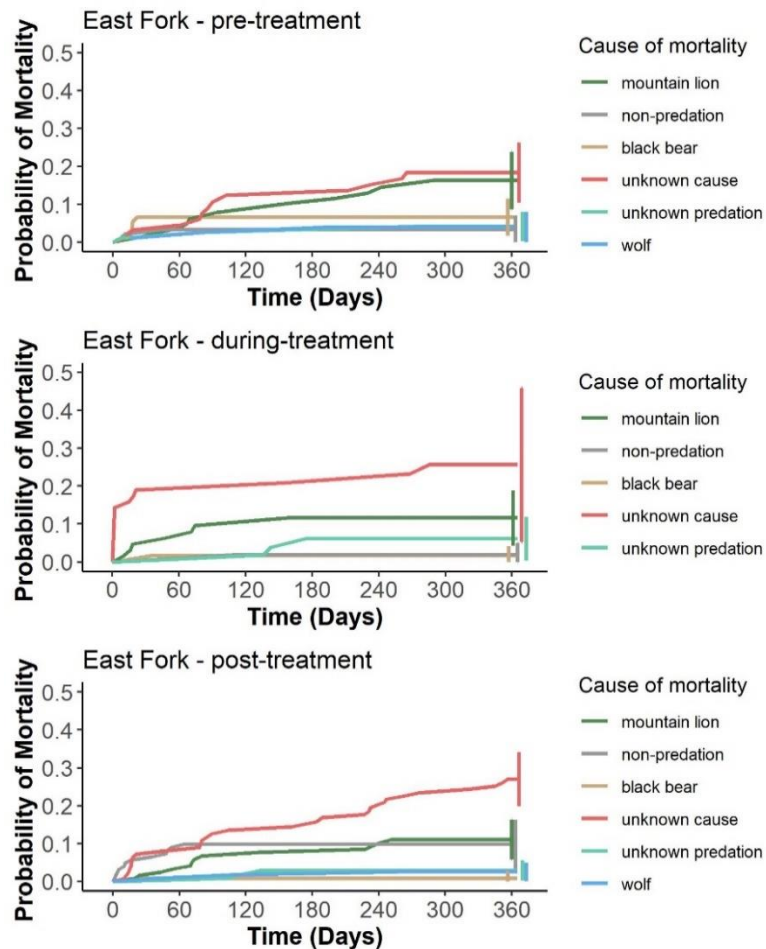 East Fork - pre-treatment
Probability of Mortality
0.5
0.4
0.3
0.2
0.1
0.0
0 60 120 180 240 300 360
Time (Days)
Cause of mortality
mountain lion
non-predation
black bear
unknown cause
unknown predation
wolf
East Fork - during-treatment
Probability of Mortality
0.5
0.4
0.3
0.2
0.1
0.0
0 60 120 180 240 300 360
Time (Days)
Cause of mortality
mountain lion
non-predation
black bear
unknown cause
unknown predation
East Fork - post-treatment
Probability of Mortality
0.5
0.4
0.3
0.2
0.1
0.0
0 60 120 180 240 300 360
Time (Days)
Cause of mortality
mountain lion
non-predation
black bear
unknown cause
unknown predation
wolf